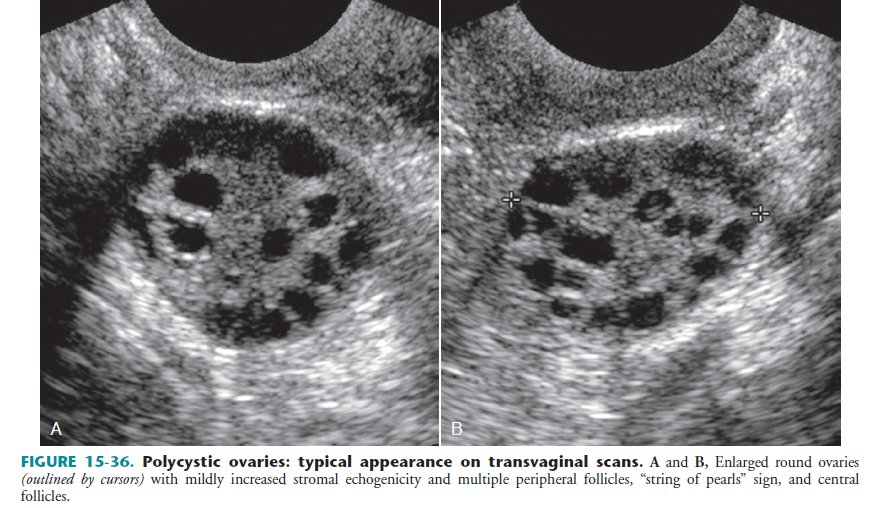 A
B
FIGURE 15-36. Polycystic ovaries: typical appearance on transvaginal scans. A and B, Enlarged round ovaries
(outlined by cursors) with mildly increased stromal echogenicity and multiple peripheral follicles, “string of pearls” sign, and central
follicles.